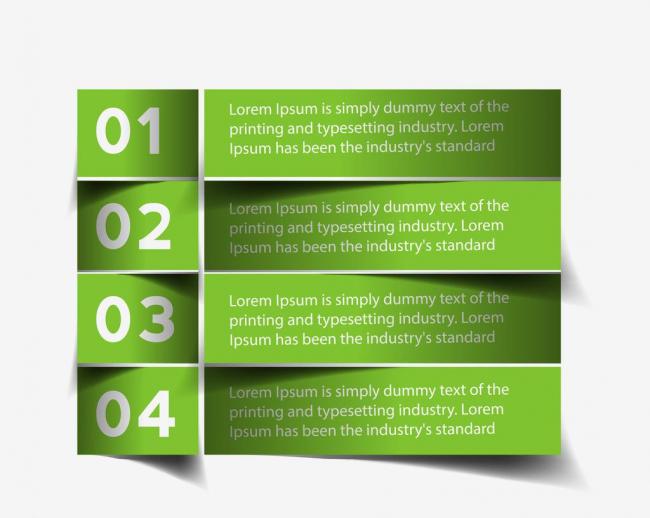 01
Lorem Ipsum is simply dummy text of the
printing and typesetting industry. Lorem
Ipsum has been the industry's standard
02
Lorem Ipsum is simply dummy text of the
printing and typesetting industry. Lorem
Ipsum has been the industry's standard
03
Lorem Ipsum is simply dummy text of the
printing and typesetting industry. Lorem
Ipsum has been the industry's standard
04
Lorem Ipsum is simply dummy text of the
printing and typesetting industry. Lorem
Ipsum has been the industry's standard